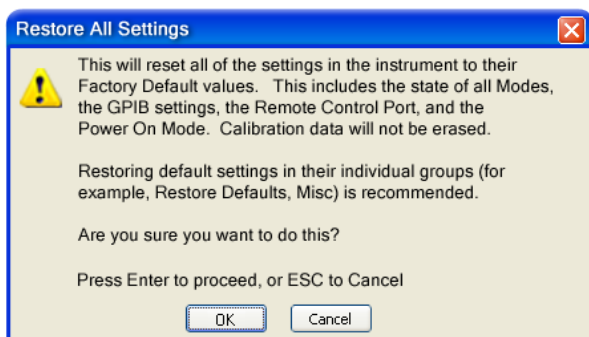 Restore All Settings
This will reset all of the settings in the instrument to their
Factory Default values. This includes the state of all Modes,
the GPIB settings, the Remote Control Port, and the
Power On Mode. Calibration data will not be erased.
Restoring default settings in their individual groups (for
example, Restore Defaults, Misc) is recommended.
Are you sure you want to do this?
Press Enter to proceed, or ESC to Cancel
OK Cancel